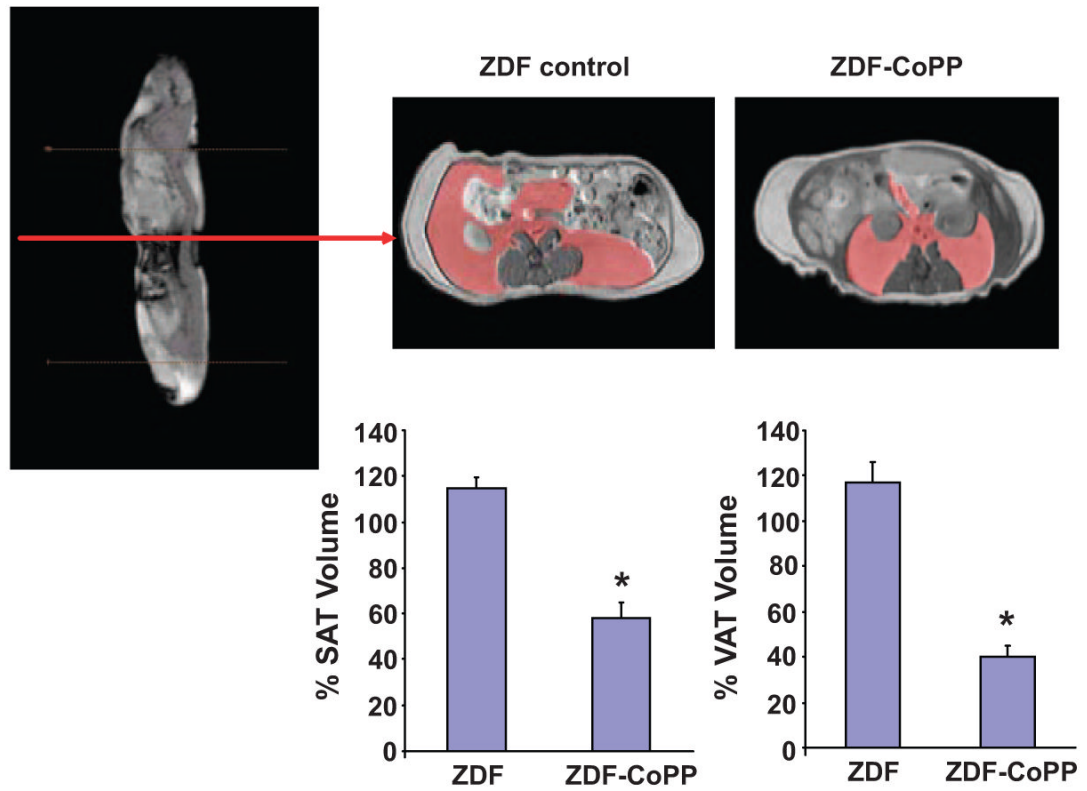 ZDF control
ZDF-CoPP
% SAT Volume
140
120
100
80
60
40
20
0
*
ZDF
ZDF-CoPP
% VAT Volume
140
120
100
80
60
40
20
0
*
ZDF
ZDF-CoPP